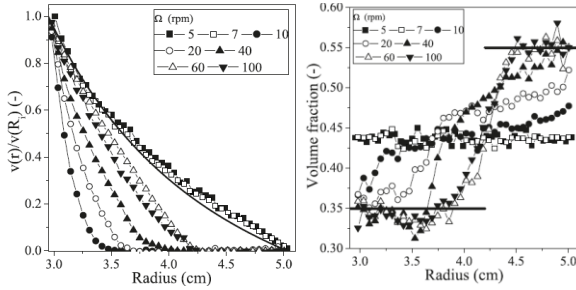 Ω (rpm)
5 7 10
20 40
60 100
v(r)/v(Ri) (-)
1.0
0.8
0.6
0.4
0.2
0.0
3.0 3.5 4.0 4.5 5.0
Radius (cm)
Ω (rpm)
5 7 10
20 40
60 100
Volume fraction (-)
0.60
0.55
0.50
0.45
0.40
0.35
0.30
3.0 3.5 4.0 4.5 5.0
Radius (cm)